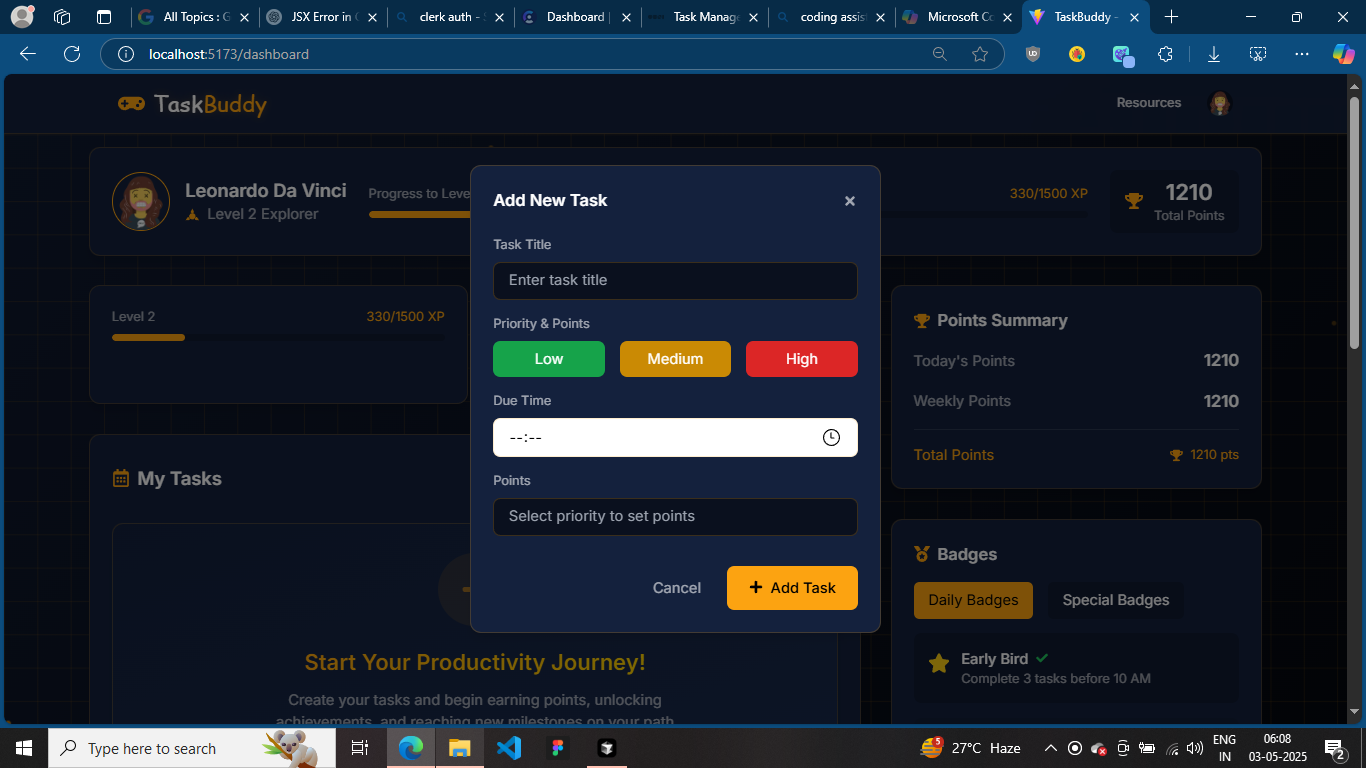 All Topics : G
JSX Error in C
clerk auth - S
Dashboard |
Task Manage
coding assis
Microsoft Co
TaskBuddy -
localhost:5173/dashboard
TaskBuddy
Resources
Leonardo Da Vinci
Level 2 Explorer
Progress to Leve
330/1500 XP
1210
Total Points
Add New Task
Task Title
Enter task title
Priority & Points
Low
Medium
High
Due Time
--:--
Points
Select priority to set points
Cancel
+ Add Task
Level 2
330/1500 XP
Points Summary
Today's Points
1210
Weekly Points
1210
Total Points
1210 pts
My Tasks
Start Your Productivity Journey!
Create your tasks and begin earning points, unlocking
achievements, and reaching new milestones on your path
Badges
Daily Badges
Special Badges
Early Bird
Complete 3 tasks before 10 AM
Type here to search
5
27°C Haze
ENG
IN
06:08
03-05-2025
2